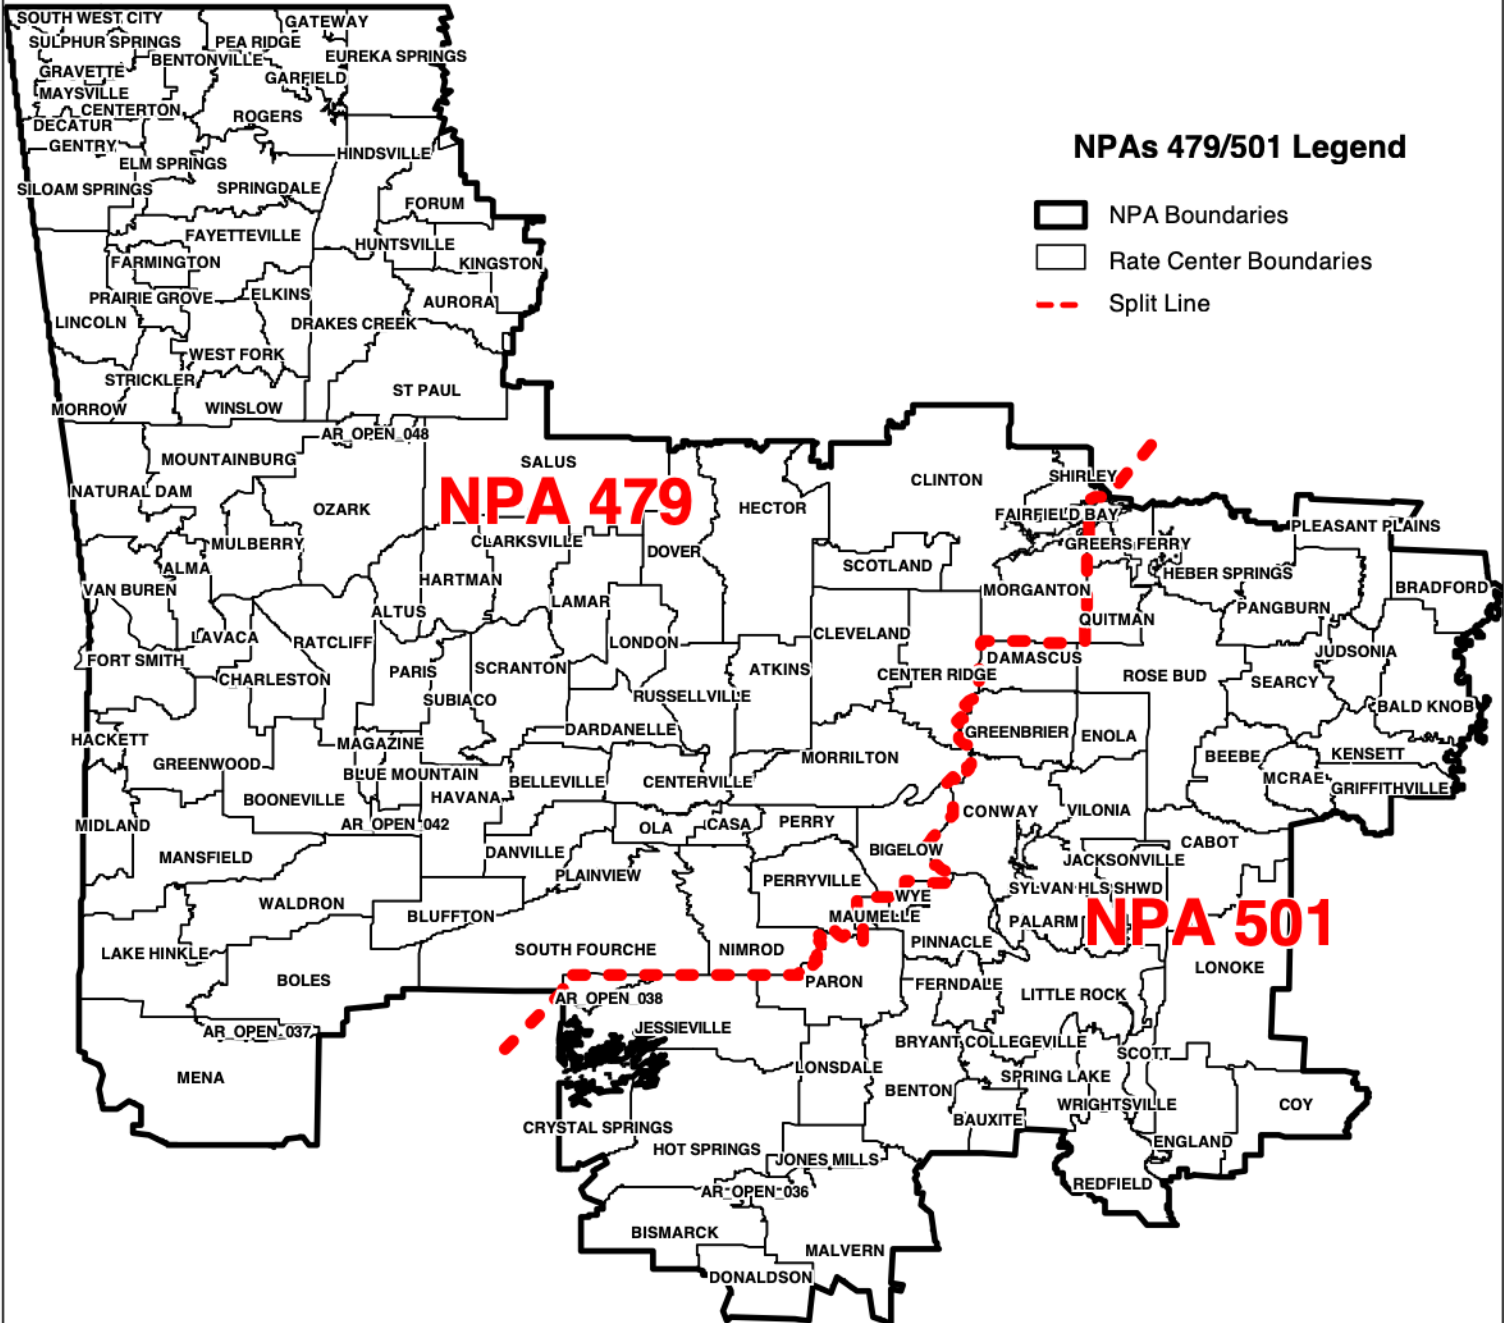 SOUTH WEST CITY
GATEWAY
SULPHUR SPRINGS
PEA RIDGE
EUREKA SPRINGS
BENTONVILLE
GRAVETTE
GARFIELD
MAYSVILLE
CENTERTON
ROGERS
DECATUR
GENTRY
HINDSVILLE
ELM SPRINGS
SILOAM SPRINGS
SPRINGDALE
FORUM
FAYETTEVILLE
HUNTSVILLE
FARMINGTON
KINGSTON
PRAIRIE GROVE
ELKINS
AURORA
LINCOLN
DRAKES CREEK
WEST FORK
STRICKLER
ST PAUL
MORROW
WINSLOW
NPAs 479/501 Legend
NPA Boundaries
Rate Center Boundaries
Split Line
AR_OPEN_048
MOUNTAINBURG
SALUS
NPA 479
CLINTON
SHIRLEY
NATURAL DAM
OZARK
HECTOR
FAIRFIELD BAY
PLEASANT PLAINS
MULBERRY
CLARKSVILLE
DOVER
GREERS FERRY
ALMA
SCOTLAND
HEBER SPRINGS
VAN BUREN
HARTMAN
MORGANTON
BRADFORD
ALTUS
LAMAR
PANGBURN
QUITMAN
LAVACA
RATCLIFF
LONDON
CLEVELAND
JUDSONIA
FORT SMITH
DAMASCUS
CHARLESTON
PARIS
SCRANTON
ATKINS
CENTER RIDGE
ROSE BUD
SEARCY
SUBIACO
RUSSELLVILLE
BALD KNOB
HACKETT
DARDANELLE
GREENBRIER
ENOLA
MAGAZINE
GREENWOOD
MORRILTON
BEEBE
KENSETT
BLUE MOUNTAIN
BELLEVILLE
CENTERVILLE
MCRAE
GRIFFITHVILLE
BOONEVILLE
HAVANA
CONWAY
VILONIA
MIDLAND
AR_OPEN_042
OLA
CASA
PERRY
CABOT
MANSFIELD
DANVILLE
BIGELOW
JACKSONVILLE
PLAINVIEW
PERRYVILLE
SYLVAN HLS SHWD
WYE
WALDRON
BLUFFTON
MAUMELLE
PALARM
NPA 501
LAKE HINKLE
SOUTH FOURCHE
NIMROD
PINNACLE
LONOKE
BOLES
PARON
FERNDALE
AR_OPEN_038
LITTLE ROCK
AR_OPEN_037
JESSIEVILLE
BRYANT
COLLEGEVILLE
SCOTT
MENA
LONSDALE
BENTON
SPRING LAKE
WRIGHTSVILLE
COY
CRYSTAL SPRINGS
BAUXITE
HOT SPRINGS
ENGLAND
JONES MILLS
AR_OPEN_036
REDFIELD
BISMARCK
MALVERN
DONALDSON